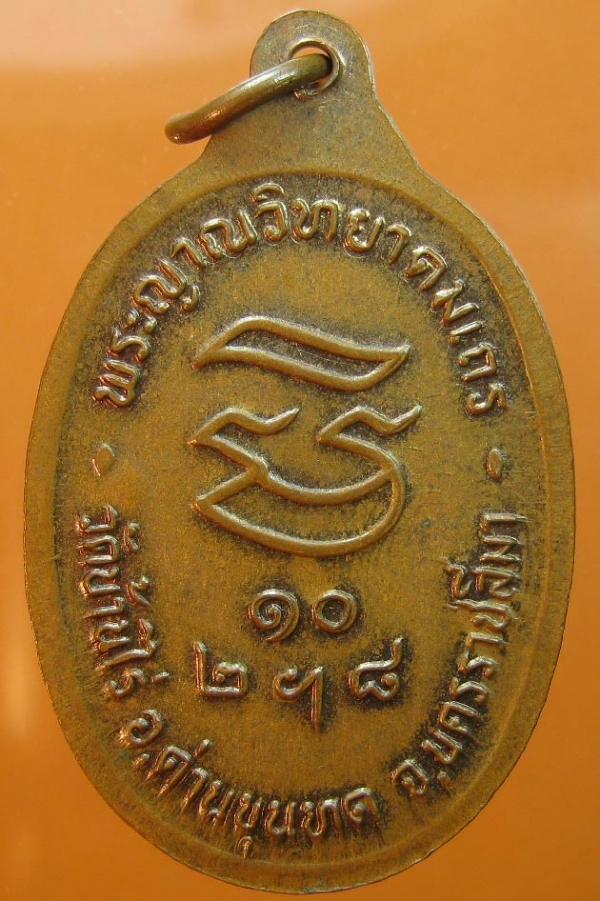 พระญาณวิทยาคมเถร
๑๐
๒ ฯ ๘
วัดบ้านไร่ อ.ด่านขุนทด จ.นครราชสีมา